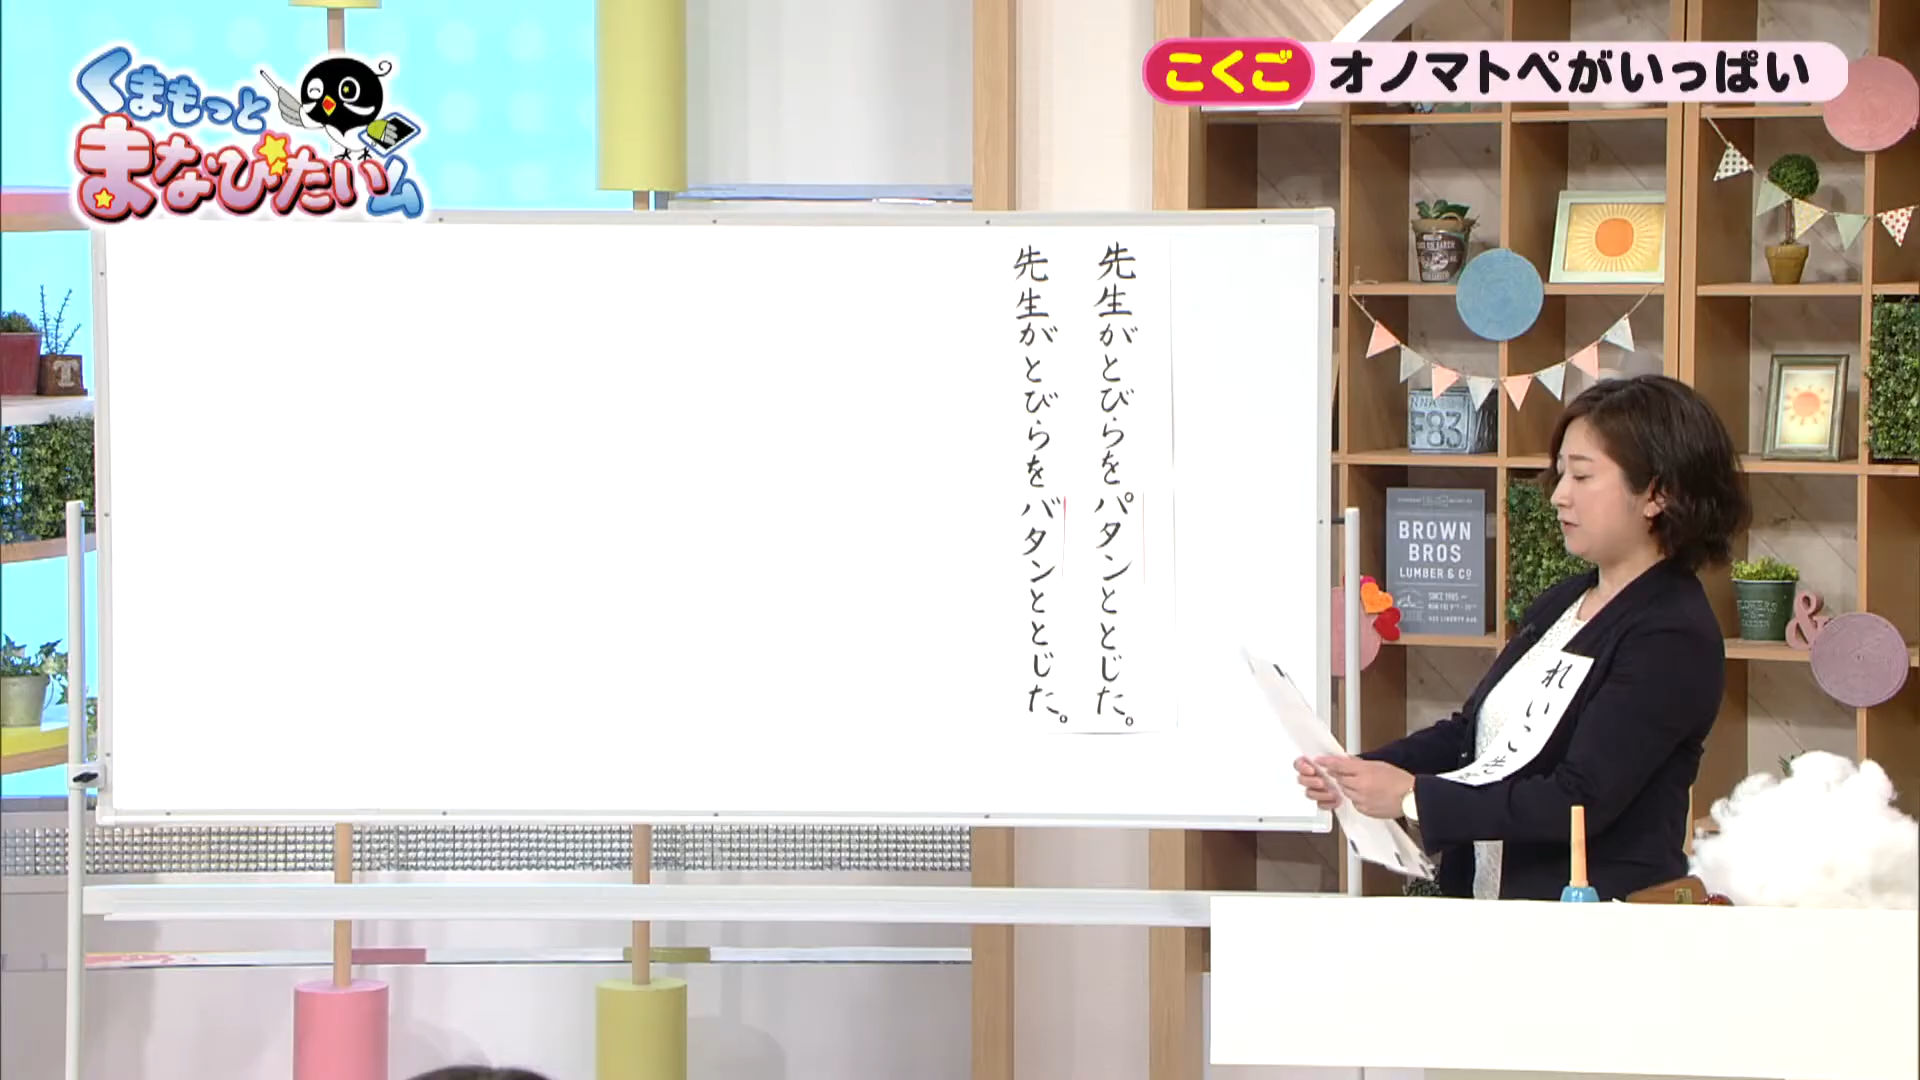 くまもっと
まなびたいム
こくご オノマトペがいっぱい
先生がとびらをパタンととじた。
先生がとびらをバタンととじた。
F83
BROWN
BROS
LUMBER & Cº
れいこ先
&
T